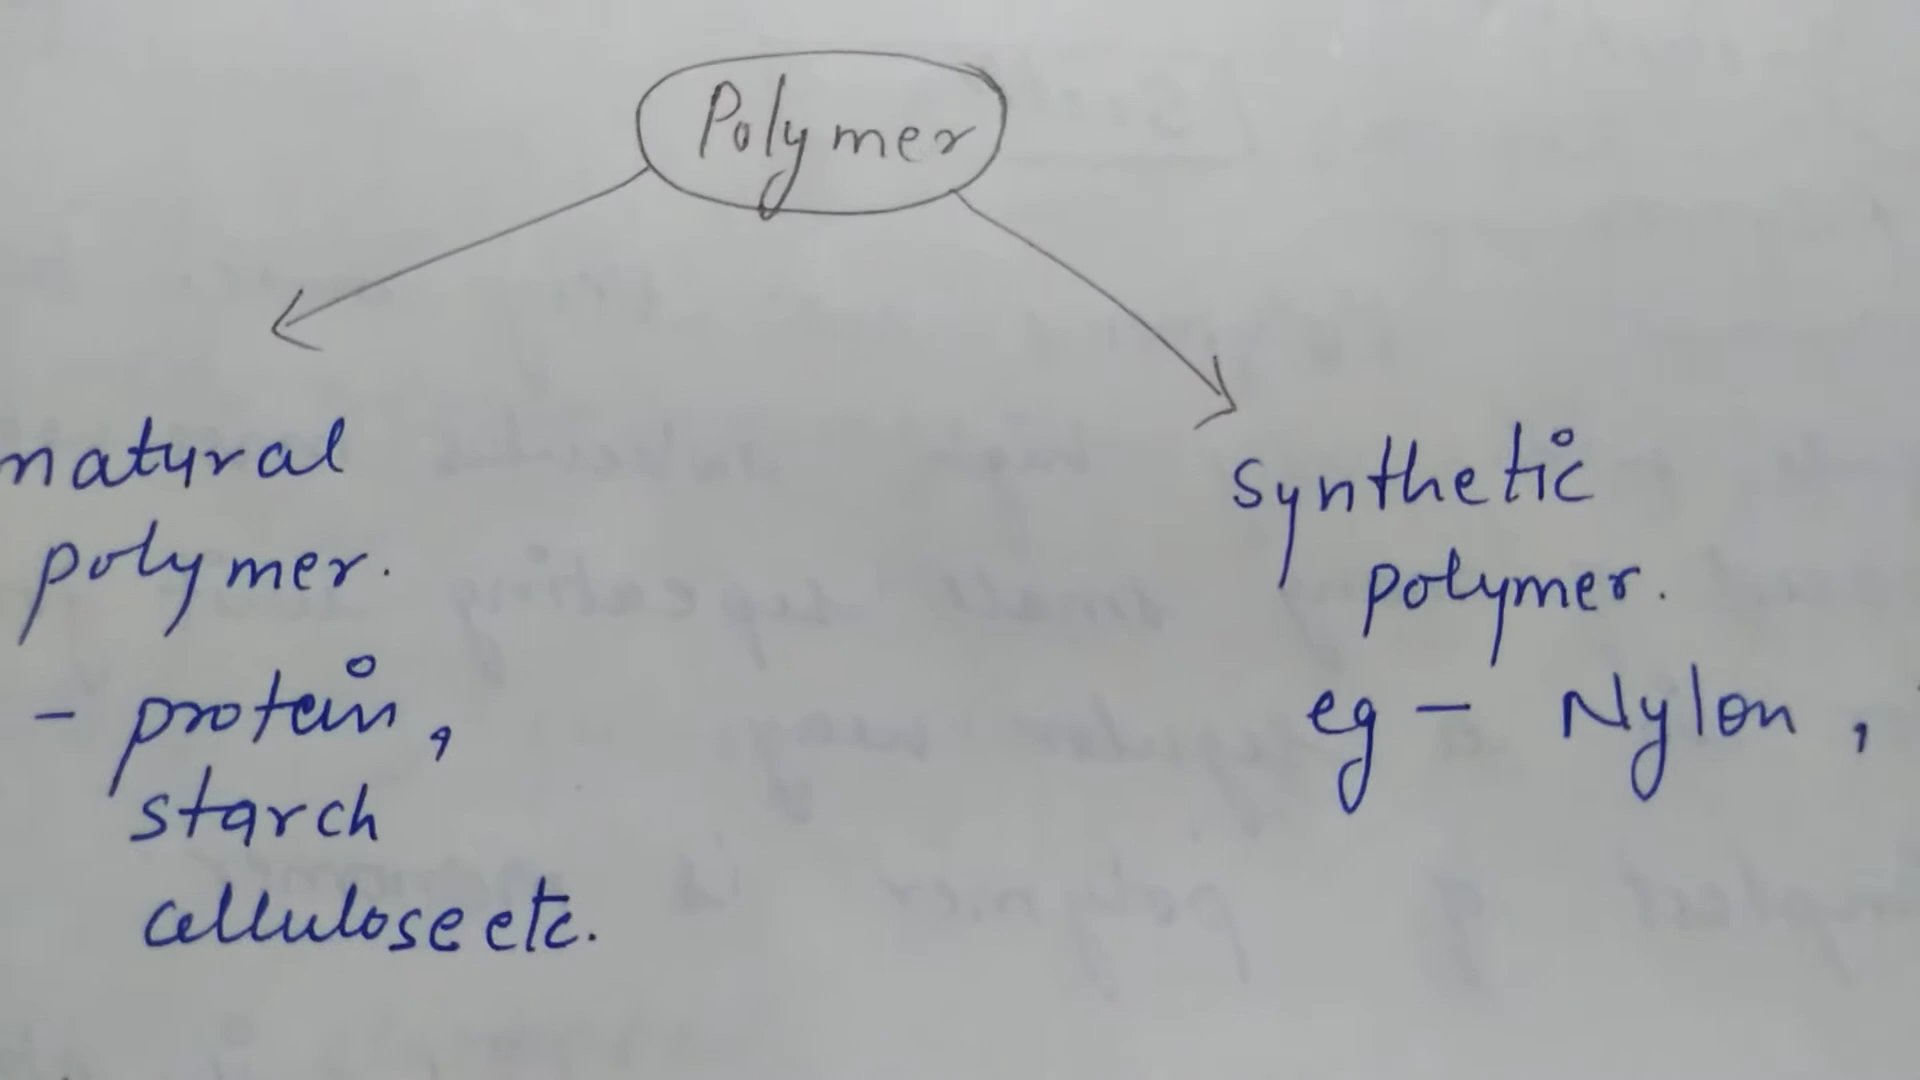 Polymer
natural
polymer.
- protein,
starch
cellulose etc.
synthetic
polymer.
eg - Nylon,